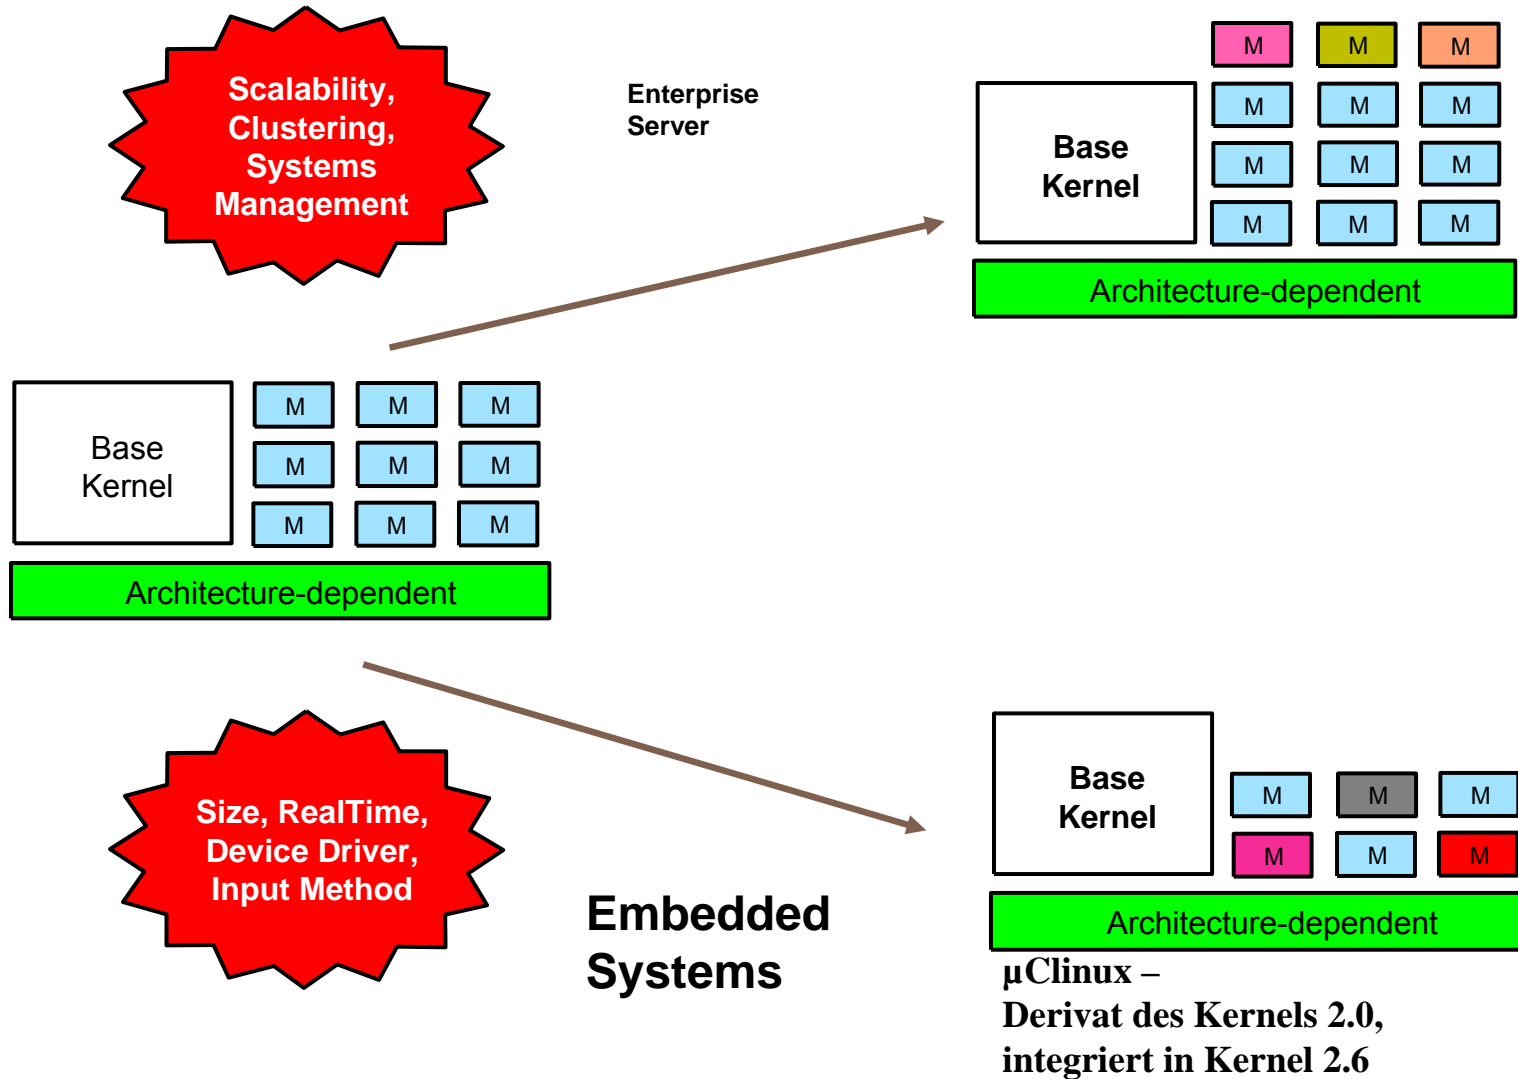 Scalability,
Clustering,
Systems
Management
Enterprise
Server
M M M
Base
Kernel
M M M
M M M
M M M
Architecture-dependent
Base
Kernel
M M M
M M M
M M M
Architecture-dependent
Size, RealTime,
Device Driver,
Input Method
Embedded
Systems
Base
Kernel
M M M
M M M
Architecture-dependent
µClinux –
Derivat des Kernels 2.0,
integriert in Kernel 2.6